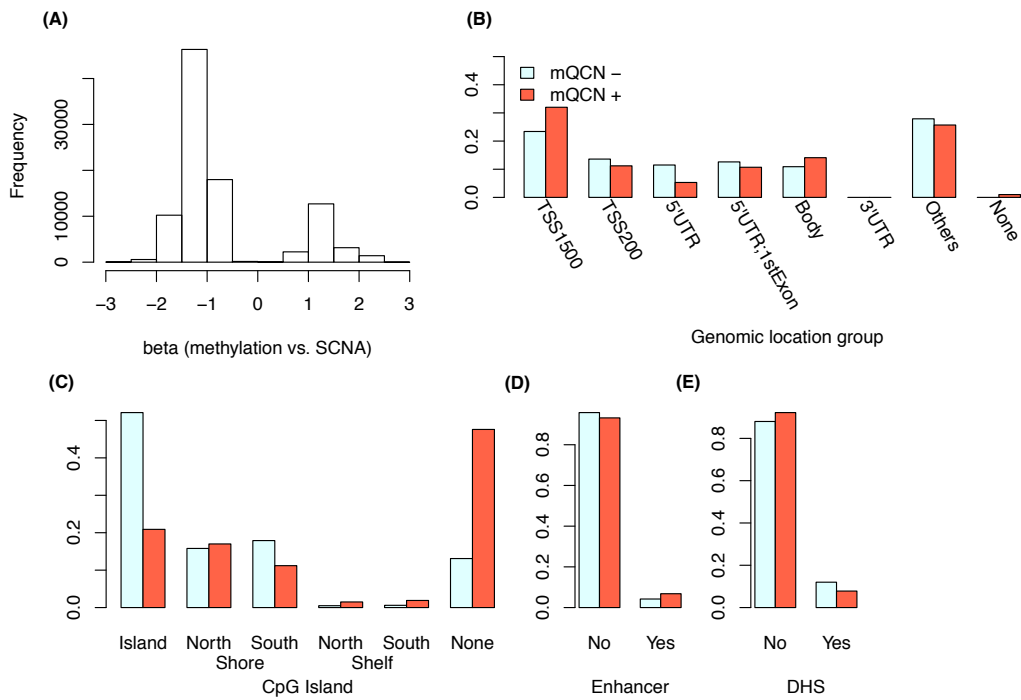 (A)
Frequency
0 10000 30000
−3 −2 −1 0 1 2 3
beta (methylation vs. SCNA)
(B)
mQCN −
mQCN +
0.0 0.2 0.4
TSS1500
TSS200
5'UTR
5'UTR;1stExon
Body
3'UTR
Others
None
Genomic location group
(C)
0.0 0.2 0.4
Island North South North South None
Shore Shelf
CpG Island
(D)
0.0 0.2 0.4 0.6 0.8
No Yes
Enhancer
(E)
0.0 0.2 0.4 0.6 0.8
No Yes
DHS